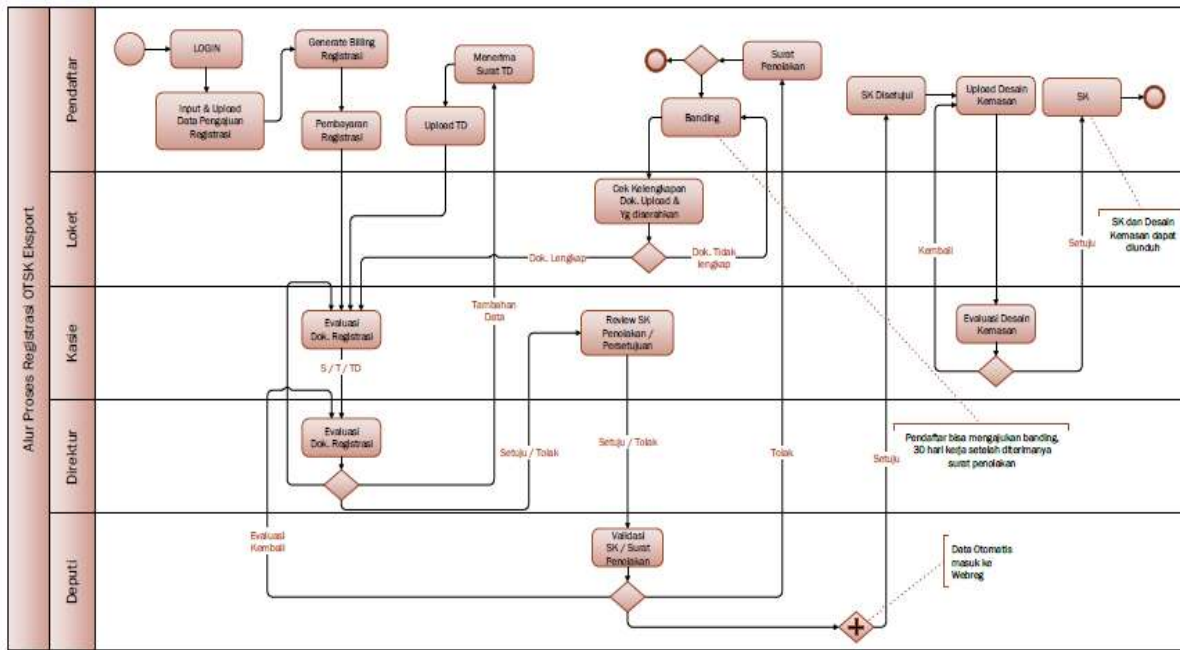 Alur Proses Registrasi OTSK Eksport
Pendaftar
LOGIN
Input & Upload
Data Pengajuan
Registrasi
Generate Billing
Registrasi
Pembayaran
Registrasi
Menerima
Surat TD
Upload TD
Surat
Penolakan
Banding
SK Disetujui
Upload Desain
Kemasan
SK
Loket
Cek Kelengkapan
Dok. Upload &
Yg diserahkan
Dok. Lengkap
Dok. Tidak
lengkap
Kembali
Setuju
SK dan Desain
Kemasan dapat
diunduh
Kasie
Evaluasi
Dok. Registrasi
S / T / TD
Tambahan
Data
Review SK
Penolakan /
Persetujuan
Evaluasi Desain
Kemasan
Direktur
Evaluasi
Dok. Registrasi
Setuju / Tolak
Setuju / Tolak
Tolak
Setuju
Pendaftar bisa mengajukan banding,
30 hari kerja setelah diterimanya
surat penolakan
Deputi
Evaluasi
Kembali
Validasi
SK / Surat
Penolakan
Data Otomatis
masuk ke
Webreg